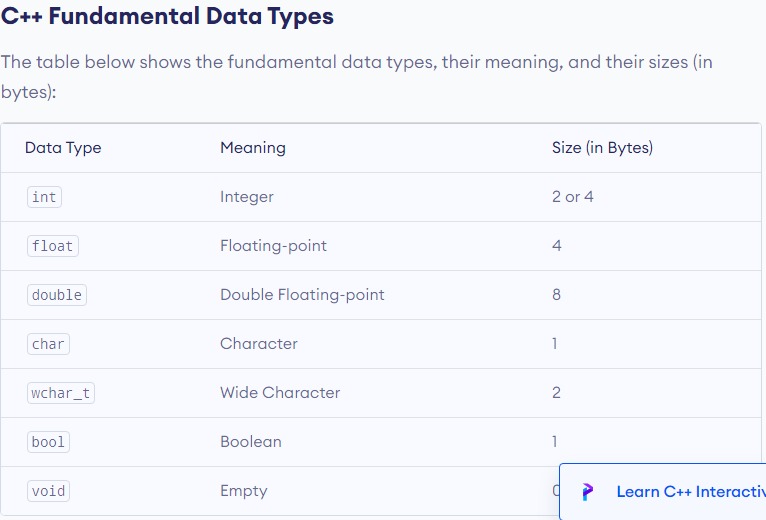 C++ Fundamental Data Types
The table below shows the fundamental data types, their meaning, and their sizes (in
bytes):
Data Type Meaning Size (in Bytes)
int Integer 2 or 4
float Floating-point 4
double Double Floating-point 8
char Character 1
wchar_t Wide Character 2
bool Boolean 1
void Empty
Learn C++